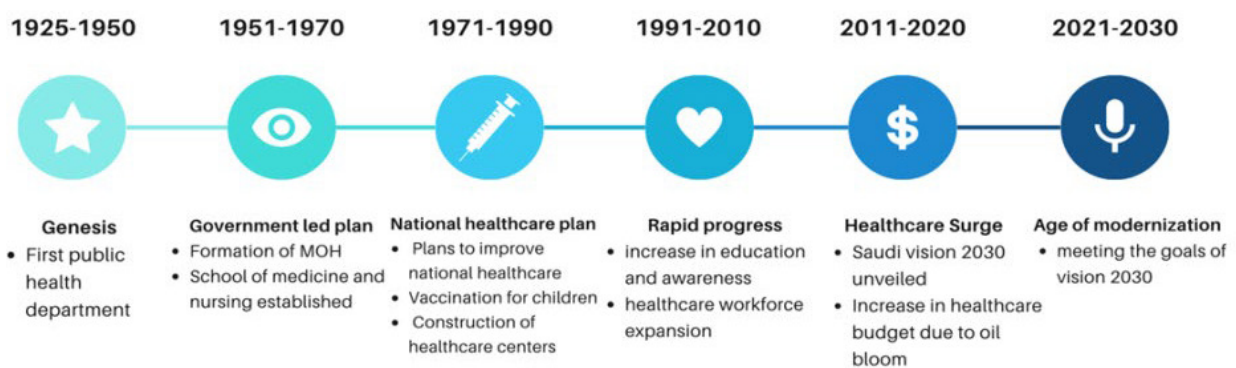 1925-1950
1951-1970
1971-1990
1991-2010
2011-2020
2021-2030
$
Genesis
• First public
health
department
Government led plan
• Formation of MOH
• School of medicine and
nursing established
National healthcare plan
• Plans to improve
national healthcare
• Vaccination for children
• Construction of
healthcare centers
Rapid progress
• increase in education
and awareness
• healthcare workforce
expansion
Healthcare Surge
• Saudi vision 2030
unveiled
• Increase in healthcare
budget due to oil
bloom
Age of modernization
• meeting the goals of
vision 2030